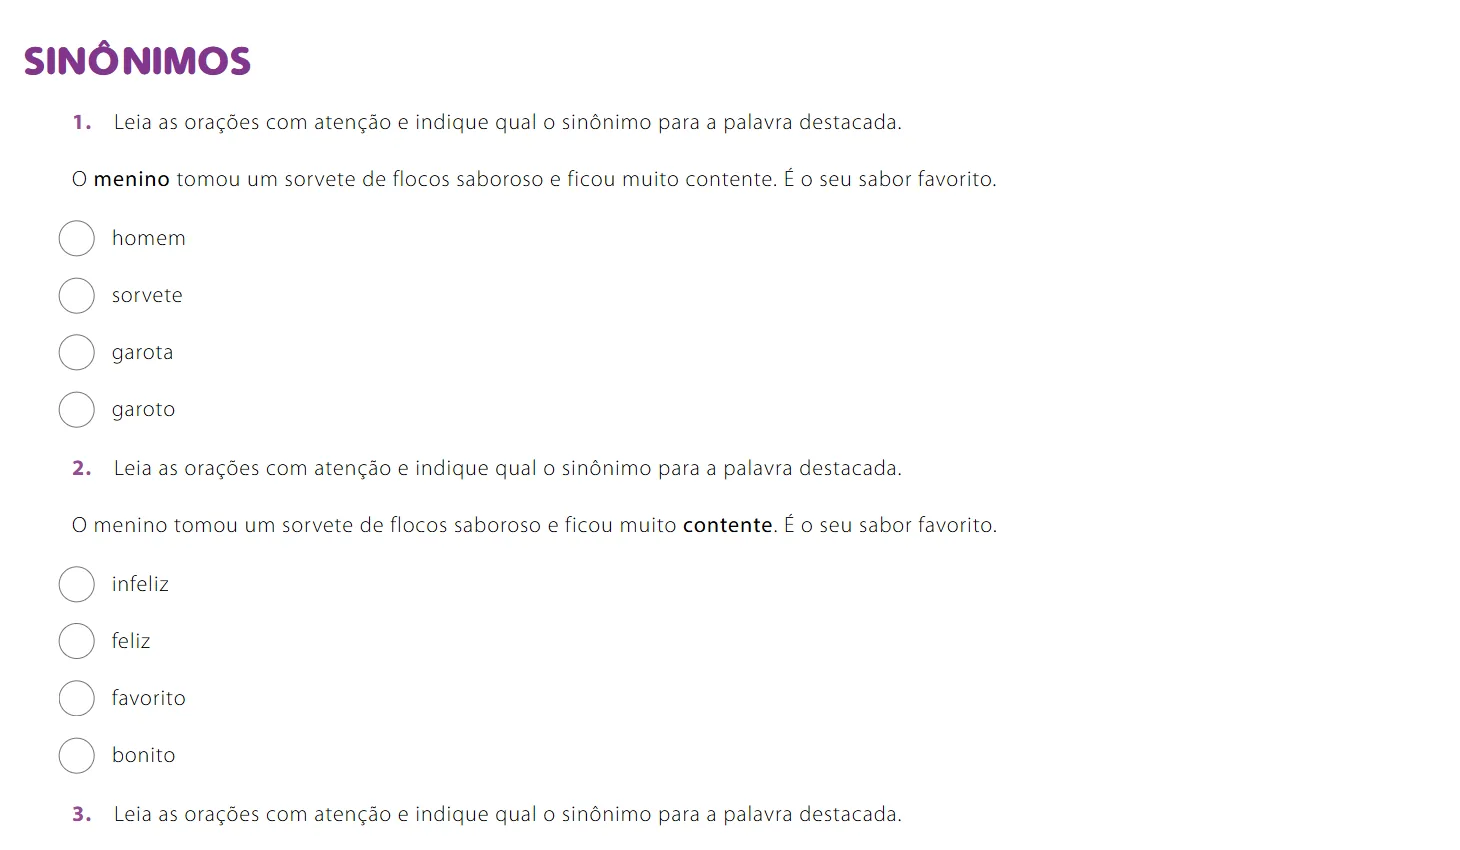 SINÔNIMOS
1. Leia as orações com atenção e indique qual o sinônimo para a palavra destacada.
O menino tomou um sorvete de flocos saboroso e ficou muito contente. É o seu sabor favorito.
homem
sorvete
garota
garoto
2. Leia as orações com atenção e indique qual o sinônimo para a palavra destacada.
O menino tomou um sorvete de flocos saboroso e ficou muito contente. É o seu sabor favorito.
infeliz
feliz
favorito
bonito
3. Leia as orações com atenção e indique qual o sinônimo para a palavra destacada.